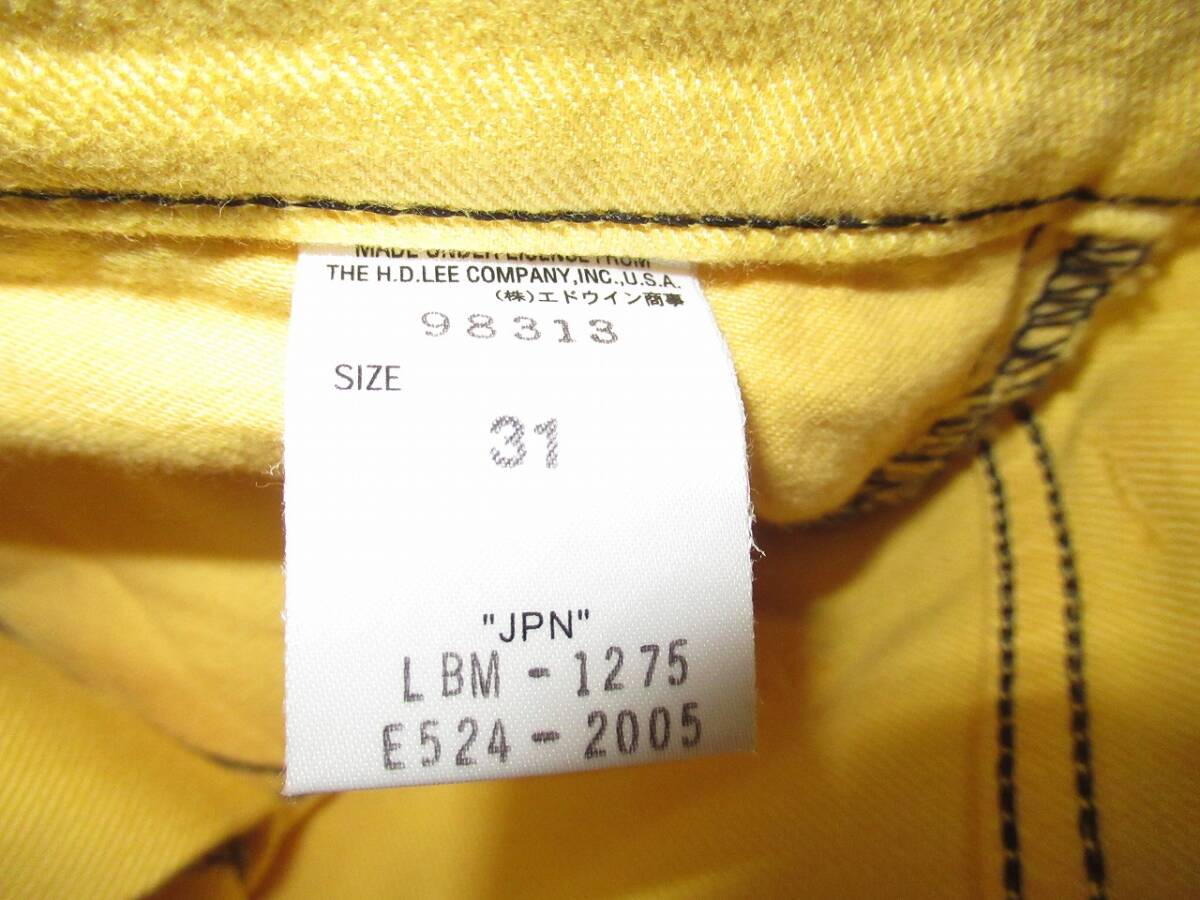 MADE UNDER LICENSE FROM
THE H.D.LEE COMPANY,INC.,U.S.A.
(株)エドウイン商事
98313
SIZE
31
"JPN"
LBM - 1275
E524 - 2005